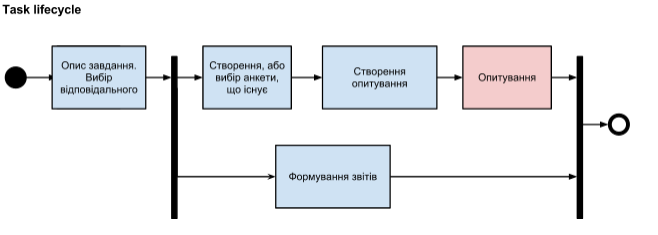 Task lifecycle
Опис завдання.
Вибір
відповідального
Створення, або
вибір анкети,
що існує
Створення
опитування
Опитування
Формування звітів